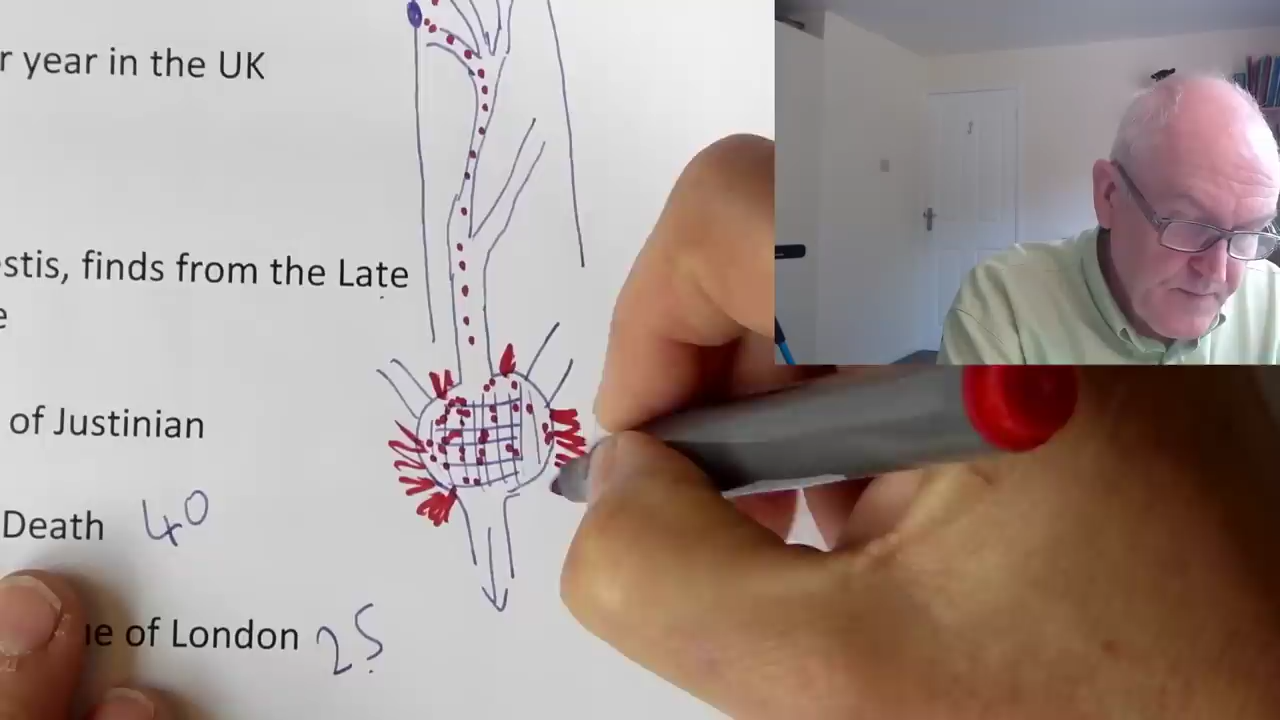 r year in the UK
stis, finds from the Late
e
of Justinian
Death 40
e of London 25